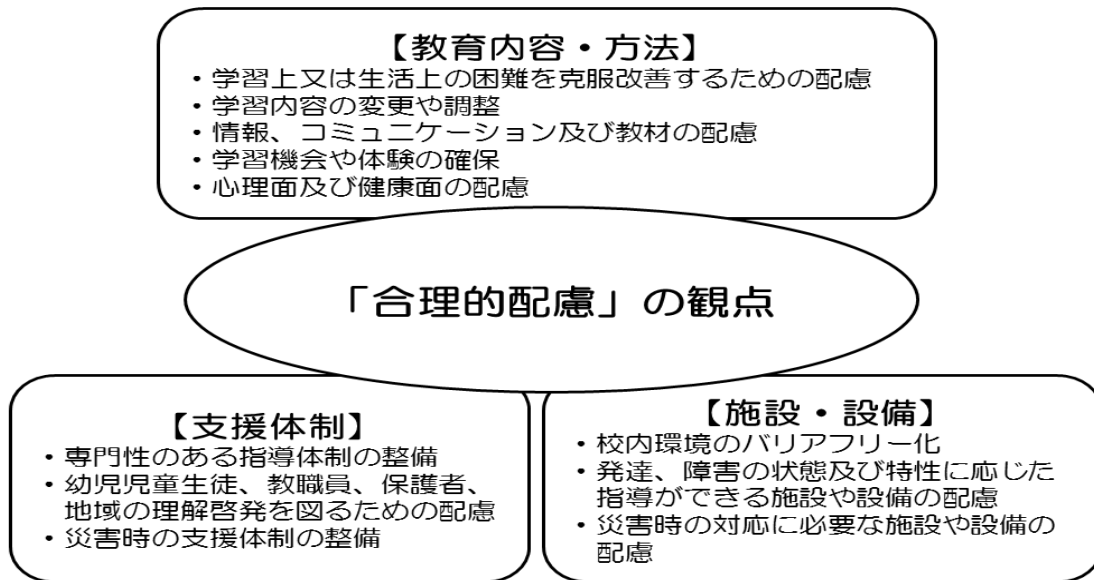 【教育内容・方法】
・学習上又は生活上の困難を克服改善するための配慮
・学習内容の変更や調整
・情報、コミュニケーション及び教材の配慮
・学習機会や体験の確保
・心理面及び健康面の配慮
「合理的配慮」の観点
【支援体制】
・専門性のある指導体制の整備
・幼児児童生徒、教職員、保護者、
地域の理解啓発を図るための配慮
・災害時の支援体制の整備
【施設・設備】
・校内環境のバリアフリー化
・発達、障害の状態及び特性に応じた
指導ができる施設や設備の配慮
・災害時の対応に必要な施設や設備の
配慮